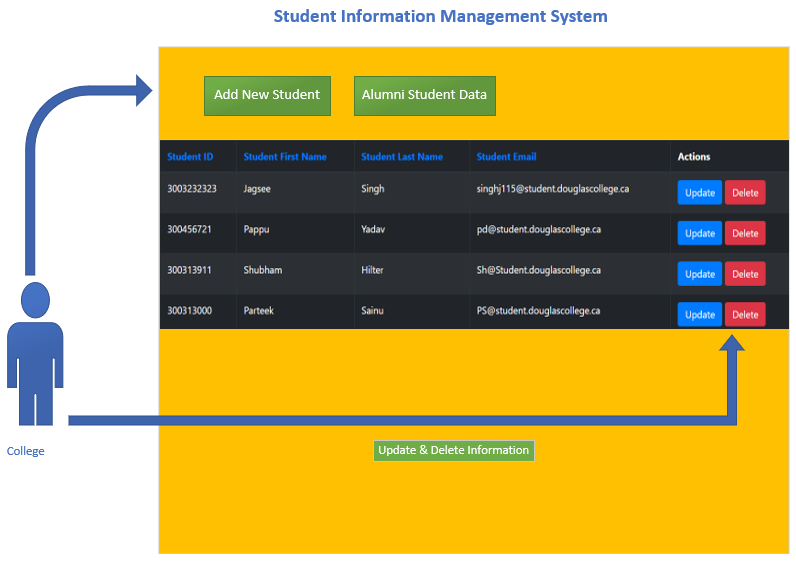 Student Information Management System
Add New Student Alumni Student Data
Student ID Student First Name Student Last Name Student Email Actions
3003232323 Jagsee Singh singhj115@student.douglascollege.ca Update Delete
300456721 Pappu Yadav pd@student.douglascollege.ca Update Delete
300313911 Shubham Hilter Sh@Student.douglascollege.ca Update Delete
300313000 Parteek Sainu PS@student.douglascollege.ca Update Delete
College
Update & Delete Information